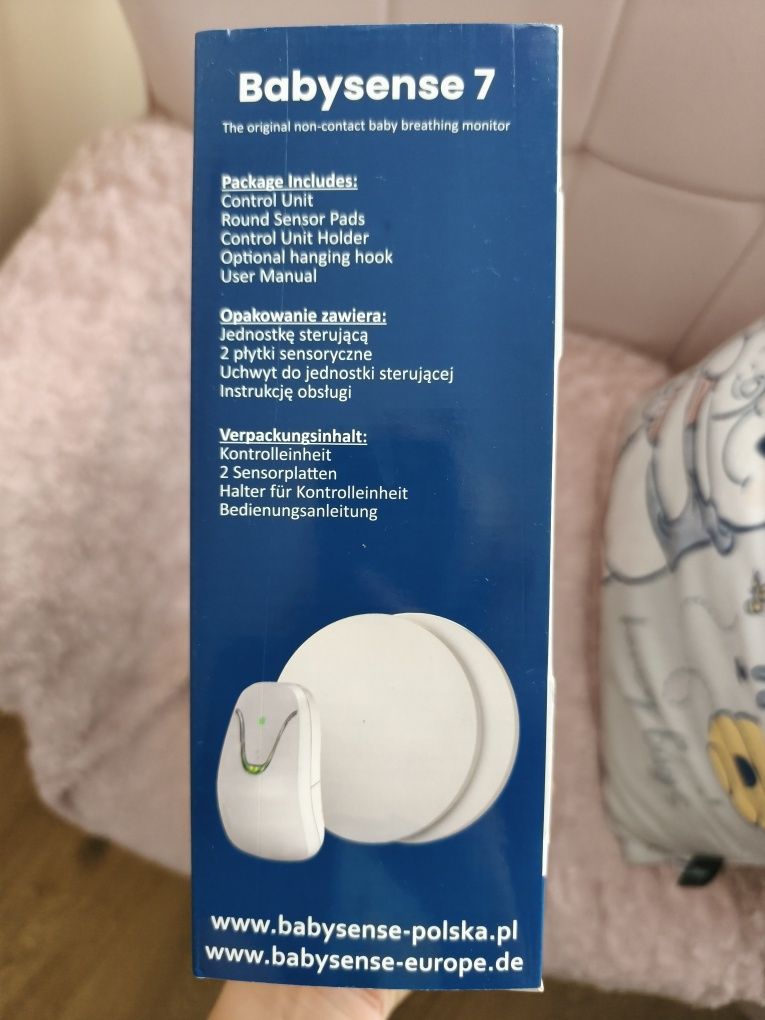 Babysense 7
The original non-contact baby breathing monitor
Package Includes:
Control Unit
Round Sensor Pads
Control Unit Holder
Optional hanging hook
User Manual
Opakowanie zawiera:
Jednostkę sterującą
2 płytki sensoryczne
Uchwyt do jednostki sterującej
Instrukcję obsługi
Verpackungsinhalt:
Kontrolleinheit
2 Sensorplatten
Halter für Kontrolleinheit
Bedienungsanleitung
www.babysense-polska.pl
www.babysense-europe.de